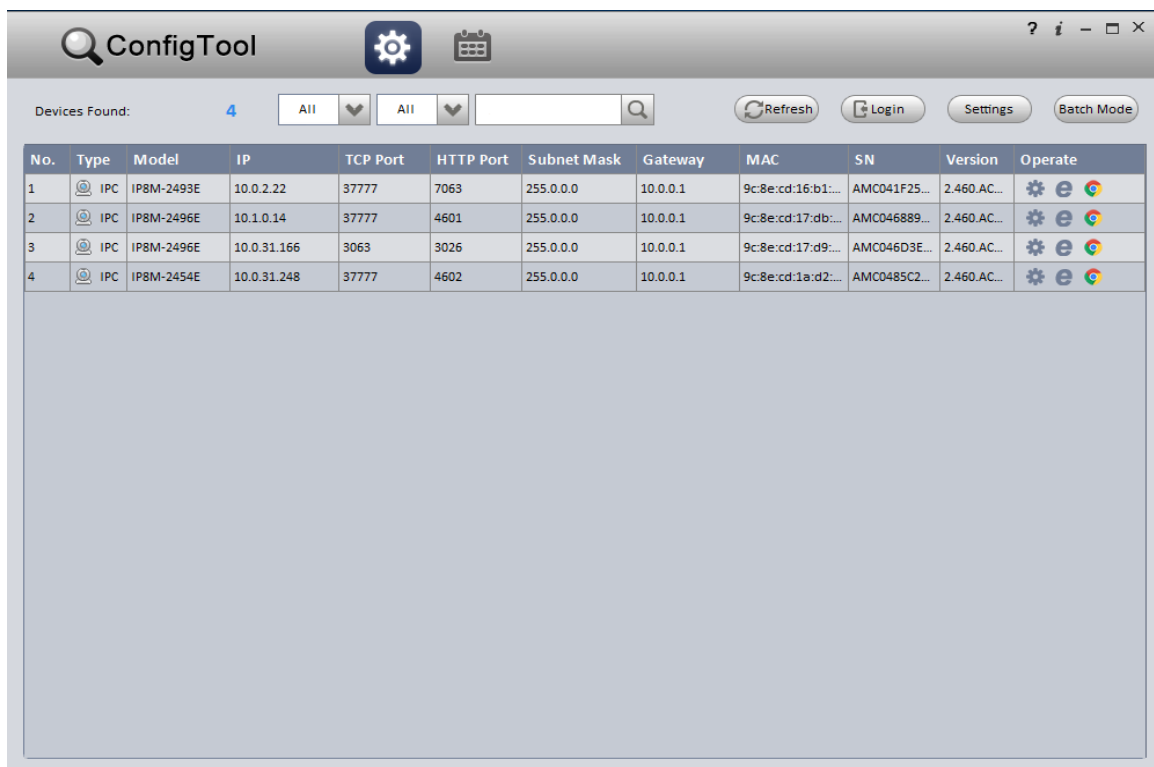 ? i
ConfigTool
Devices Found: 4 All All Refresh Login Settings Batch Mode
No. Type Model IP TCP Port HTTP Port Subnet Mask Gateway MAC SN Version Operate
1 IPC IP8M-2493E 10.0.2.22 37777 7063 255.0.0.0 10.0.0.1 9c:8e:cd:16:b1:... AMC041F25... 2.460.AC...
2 IPC IP8M-2496E 10.1.0.14 37777 4601 255.0.0.0 10.0.0.1 9c:8e:cd:17:db:... AMC046889... 2.460.AC...
3 IPC IP8M-2496E 10.0.31.166 3063 3026 255.0.0.0 10.0.0.1 9c:8e:cd:17:d9:... AMC046D3E... 2.460.AC...
4 IPC IP8M-2454E 10.0.31.248 37777 4602 255.0.0.0 10.0.0.1 9c:8e:cd:1a:d2:... AMC0485C2... 2.460.AC...